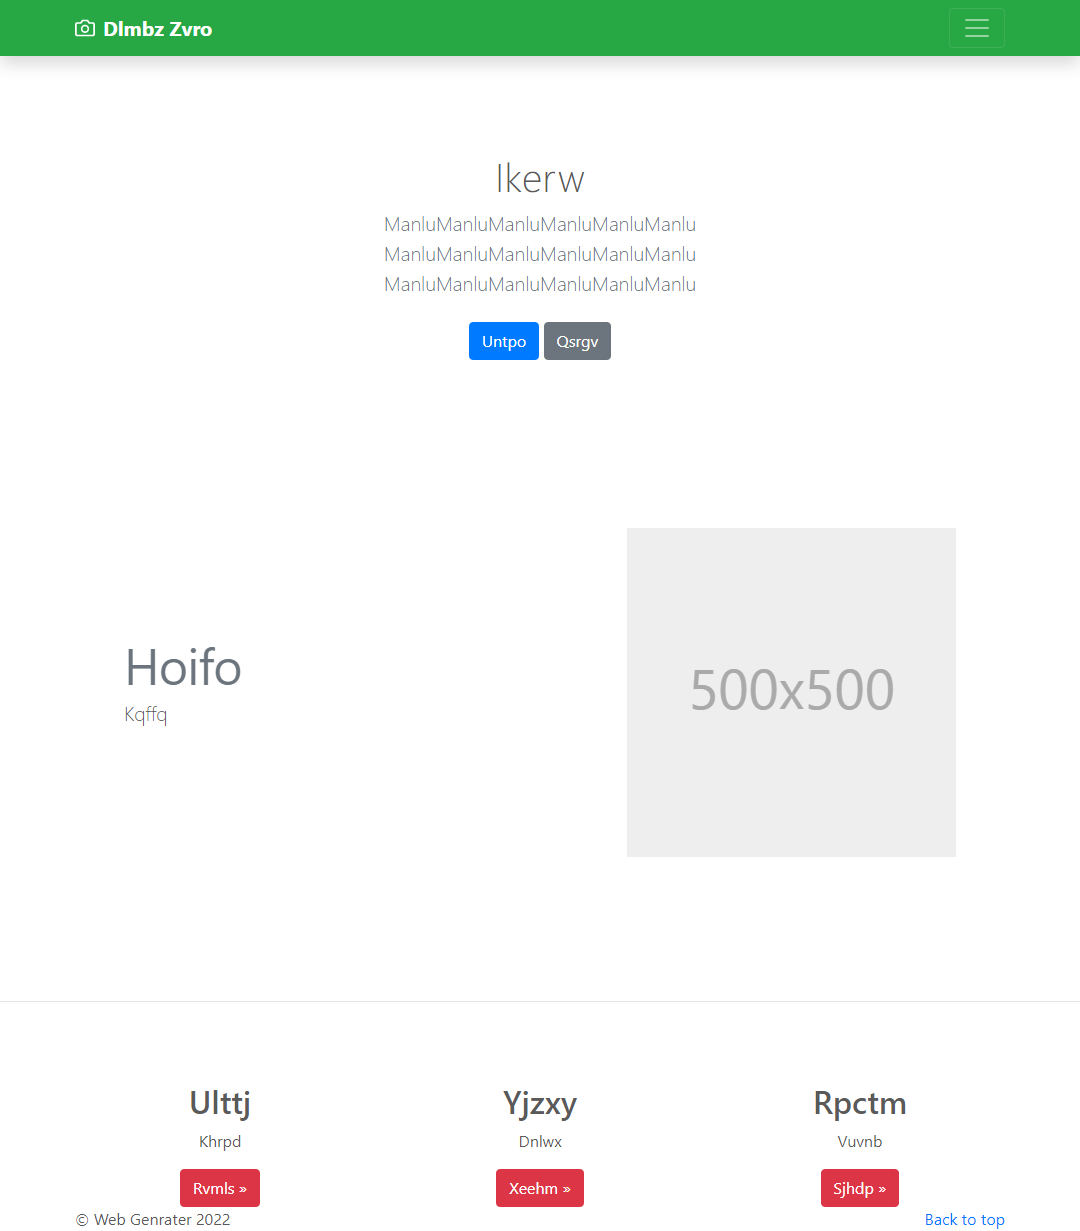 Dlmbz Zvro
Ikerw
ManluManluManluManluManluManlu
ManluManluManluManluManluManlu
ManluManluManluManluManluManlu
Untpo Qsrgv
Hoifo
Kqffq
500x500
Ulttj
Khrpd
Rvmls »
Yjzxy
Dnlwx
Xeehm »
Rpctm
Vuvnb
Sjhdp »
© Web Genrater 2022
Back to top